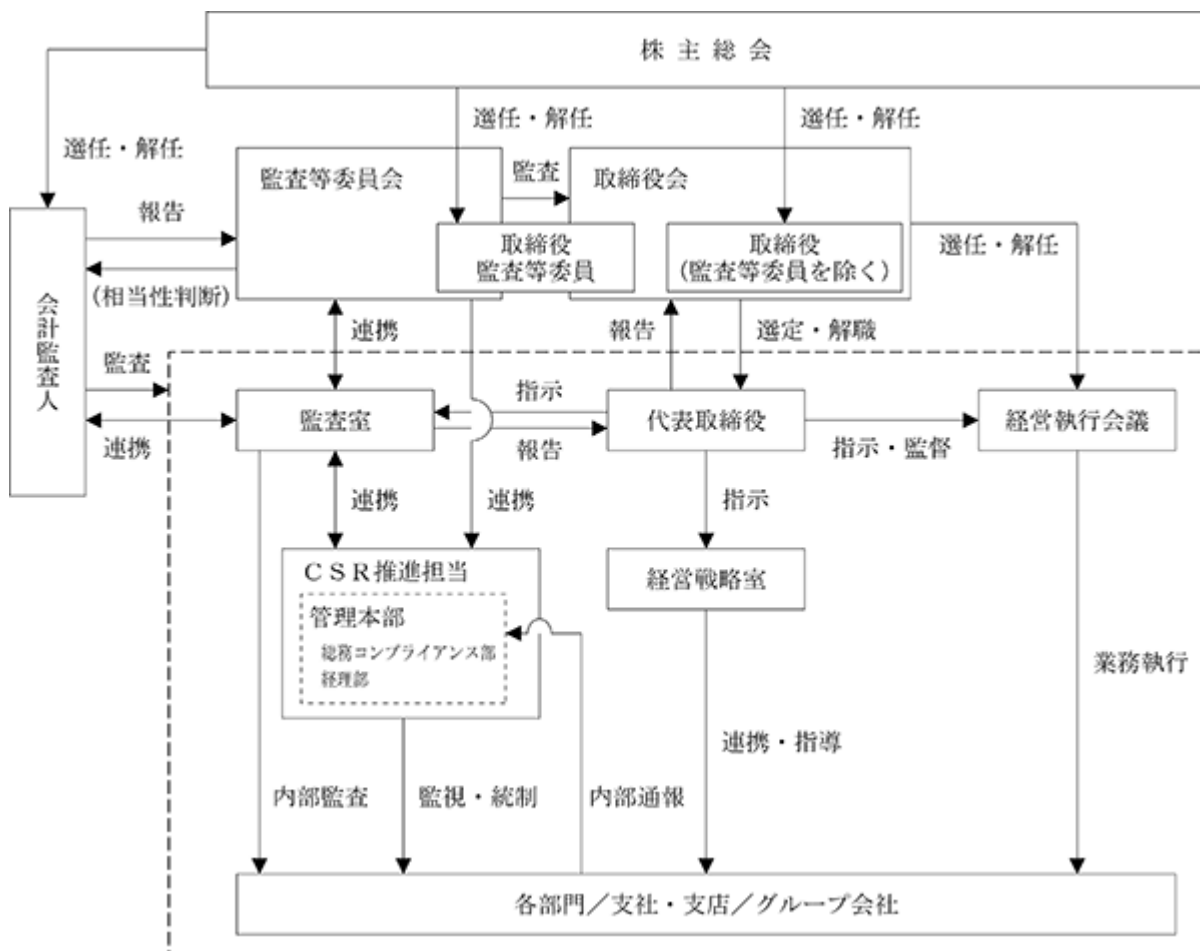 株主総会
選任・解任
選任・解任
選任・解任
監査等委員会
監査
取締役会
報告
取締役
監査等委員
取締役
(監査等委員を除く)
選任・解任
(相当性判断)
会計監査人
連携
報告
選定・解職
監査
監査室
指示
代表取締役
経営執行会議
連携
報告
指示・監督
連携
連携
指示
CSR推進担当
経営戦略室
管理本部
総務コンプライアンス部
経理部
業務執行
連携・指導
内部監査
監視・統制
内部通報
各部門／支社・支店／グループ会社